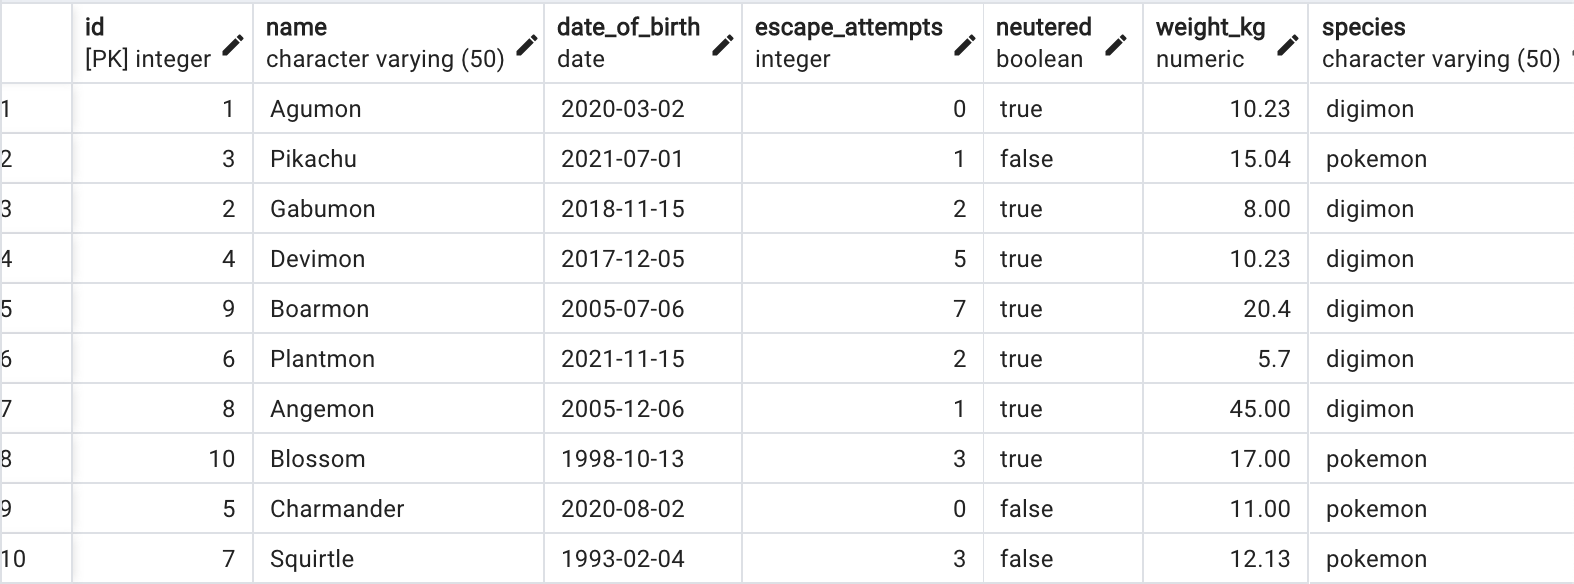 id name date_of_birth escape_attempts neutered weight_kg species
[PK] integer character varying (50) date integer boolean numeric character varying (50)
1 1 Agumon 2020-03-02 0 true 10.23 digimon
2 3 Pikachu 2021-07-01 1 false 15.04 pokemon
3 2 Gabumon 2018-11-15 2 true 8.00 digimon
4 4 Devimon 2017-12-05 5 true 10.23 digimon
5 9 Boarmon 2005-07-06 7 true 20.4 digimon
6 6 Plantmon 2021-11-15 2 true 5.7 digimon
7 8 Angemon 2005-12-06 1 true 45.00 digimon
8 10 Blossom 1998-10-13 3 true 17.00 pokemon
9 5 Charmander 2020-08-02 0 false 11.00 pokemon
10 7 Squirtle 1993-02-04 3 false 12.13 pokemon